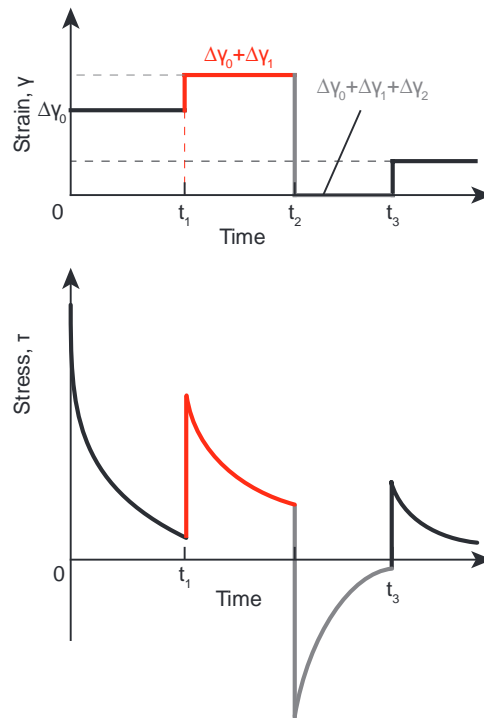 Δγ₀+Δγ₁
Δγ₀+Δγ₁+Δγ₂
Strain, γ
Δγ₀
0
t₁
t₂
t₃
Time
Stress, τ
0
t₁
t₃
Time